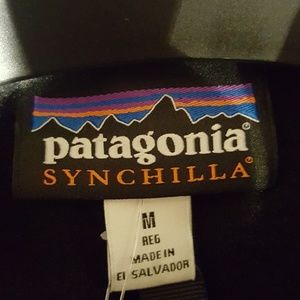 patagonia®
SYNCHILLA®
M
REG
MADE IN
EL SALVADOR